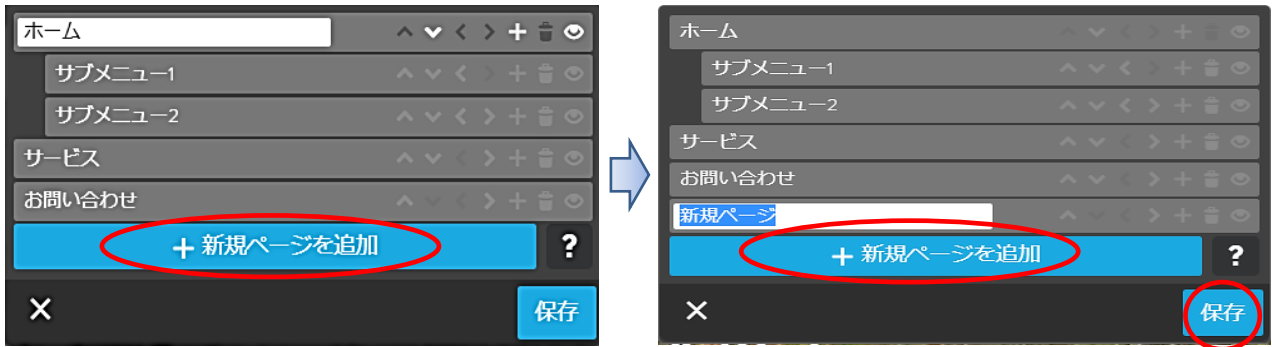 ホーム
サブメニュー1
サブメニュー2
サービス
お問い合わせ
+ 新規ページを追加
?
保存
ホーム
サブメニュー1
サブメニュー2
サービス
お問い合わせ
新規ページ
+ 新規ページを追加
?
保存